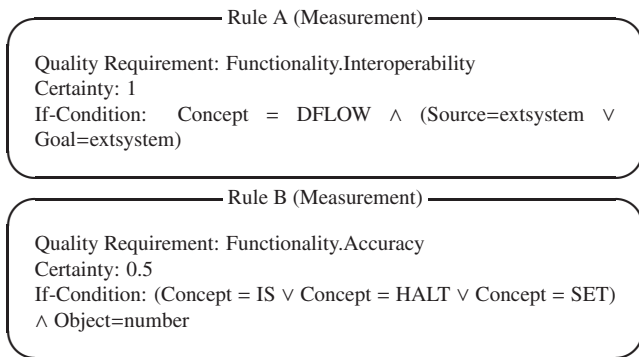 Rule A (Measurement)
Quality Requirement: Functionality.Interoperability
Certainty: 1
If-Condition: Concept = DFLOW ∧ (Source=extsystem ∨
Goal=extsystem)
Rule B (Measurement)
Quality Requirement: Functionality.Accuracy
Certainty: 0.5
If-Condition: (Concept = IS ∨ Concept = HALT ∨ Concept = SET)
∧ Object=number